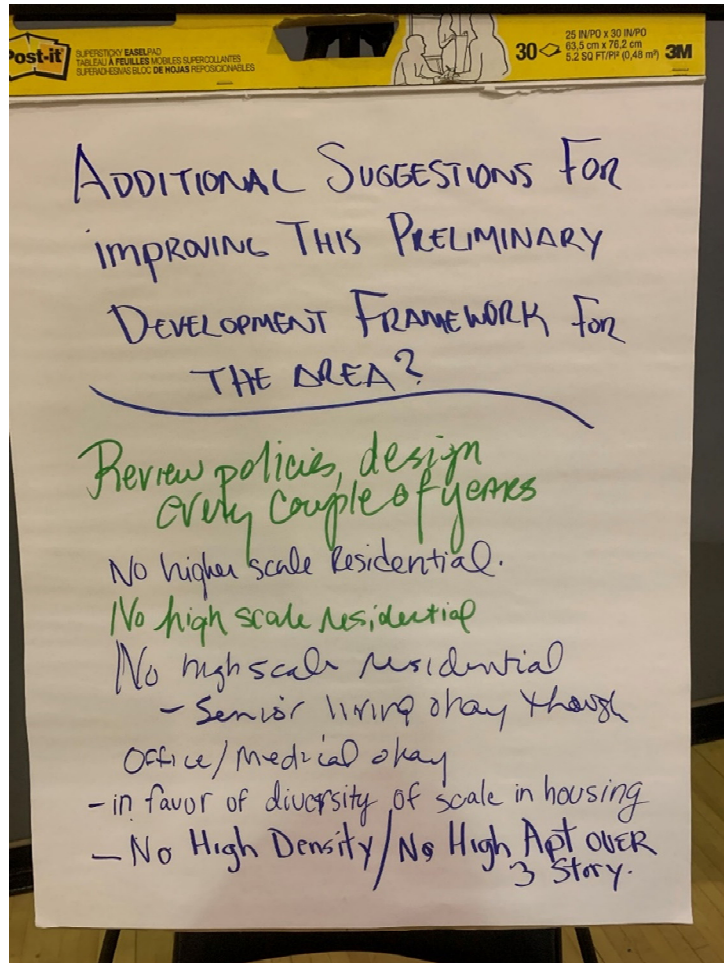 Post-it
SUPERSTICKY EASELPAD
TABLEAU À FEUILLES MOBILES SUPERCOLLANTES
SUPERADHESIVAS BLOC DE HOJAS REPOSICIONABLES
30
25 IN/PO X 30 IN/PO
63,5 cm x 76,2 cm
5.2 SQ FT/PI² (0,48 m²)
3M
ADDITIONAL SUGGESTIONS FOR
improving THIS PRELIMINARY
DEVELOPMENT FRAMEWORK FOR
THE AREA?
Review policies, design
every couple of years
No higher scale Residential.
No high scale residential
No high scale residential
- Senior living okay though
Office/Medical okay
- in favor of diversity of scale in housing
- No High Density/No High Apt OVER
3 Story.